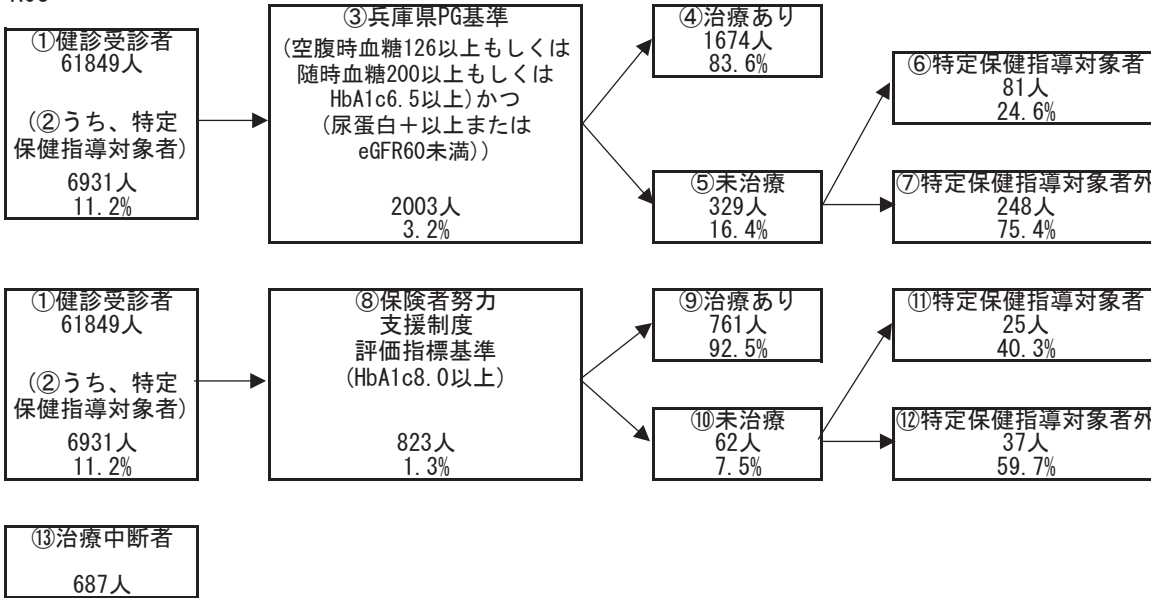 ①健診受診者
61849人
(②うち、特定
保健指導対象者)
6931人
11.2%
③兵庫県PG基準
(空腹時血糖126以上もしくは
随時血糖200以上もしくは
HbA1c6.5以上)かつ
(尿蛋白＋以上または
eGFR60未満))
2003人
3.2%
④治療あり
1674人
83.6%
⑤未治療
329人
16.4%
⑥特定保健指導対象者
81人
24.6%
⑦特定保健指導対象者外
248人
75.4%
①健診受診者
61849人
(②うち、特定
保健指導対象者)
6931人
11.2%
⑧保険者努力
支援制度
評価指標基準
(HbA1c8.0以上)
823人
1.3%
⑨治療あり
761人
92.5%
⑩未治療
62人
7.5%
⑪特定保健指導対象者
25人
40.3%
⑫特定保健指導対象者外
37人
59.7%
⑬治療中断者
687人